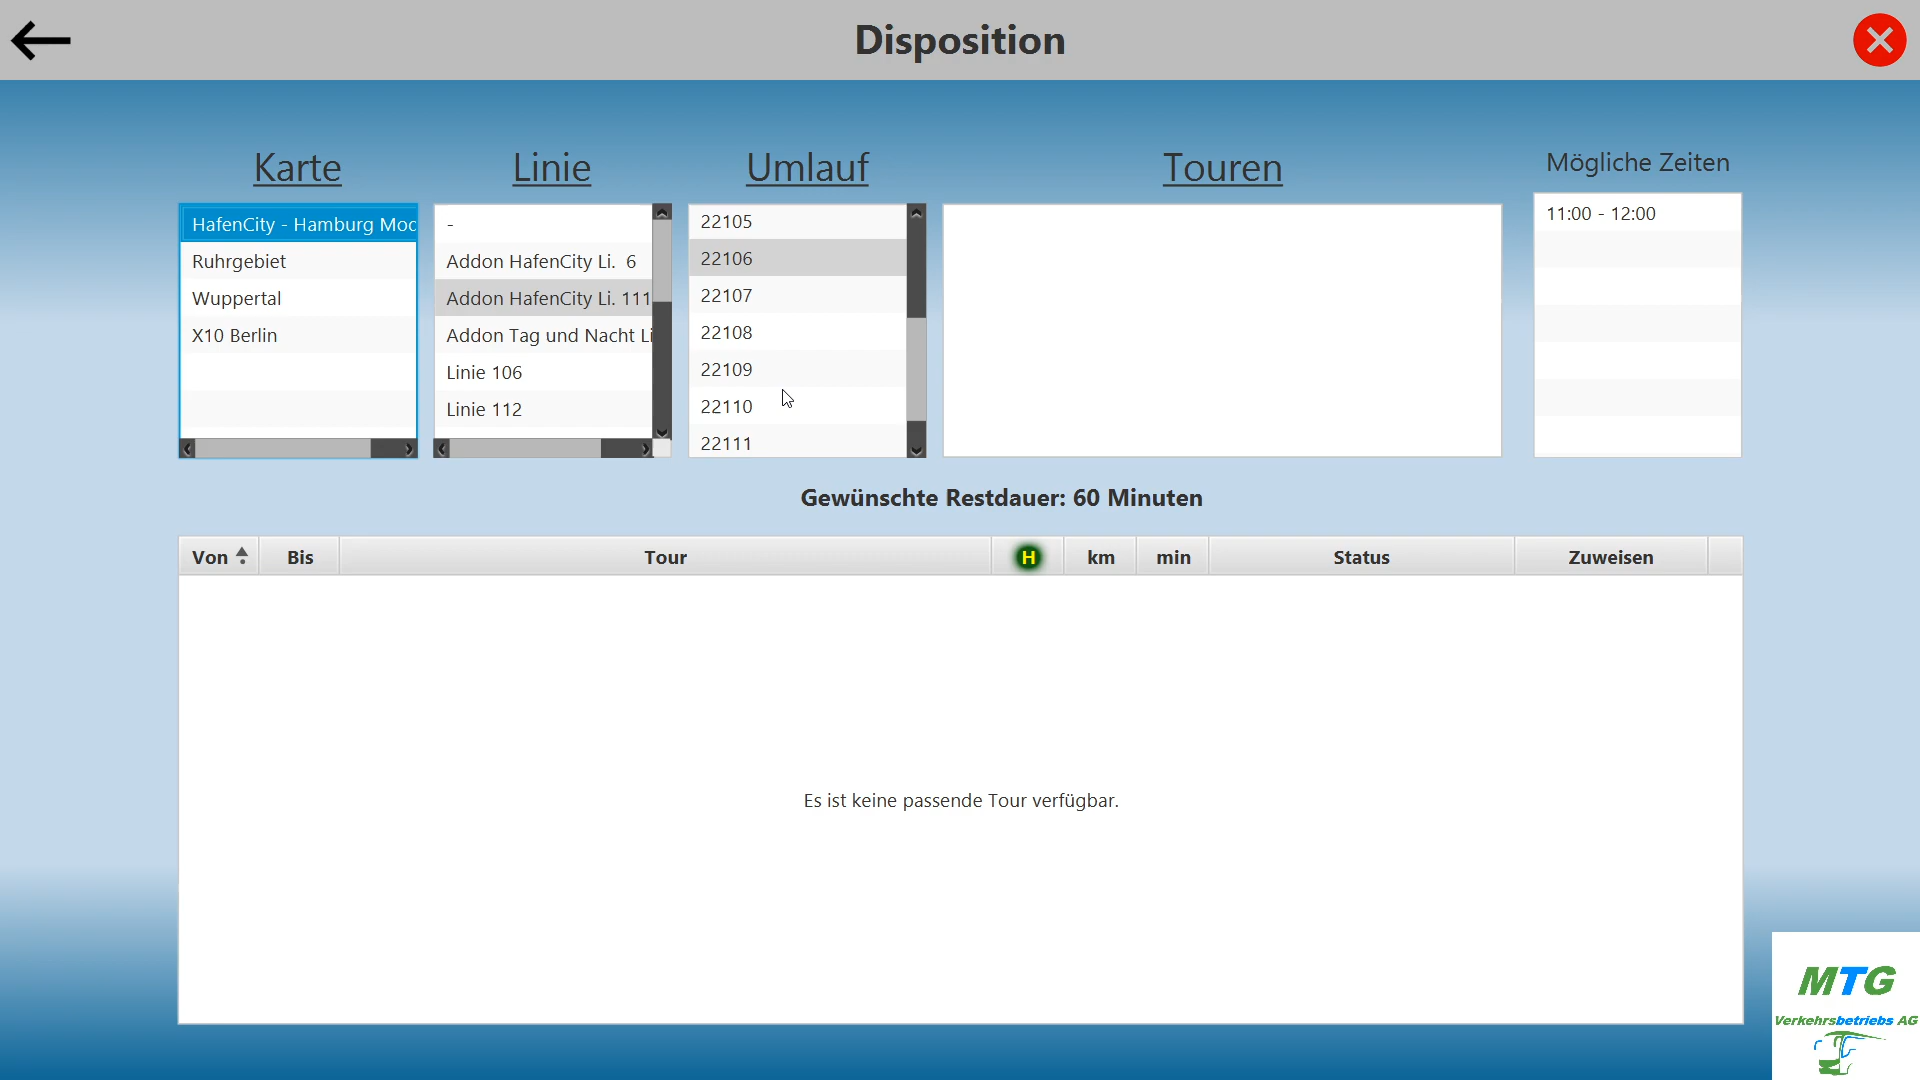 Disposition
Karte
Linie
Umlauf
Touren
Mögliche Zeiten
HafenCity - Hamburg Moc
Ruhrgebiet
Wuppertal
X10 Berlin
-
Addon HafenCity Li. 6
Addon HafenCity Li. 111
Addon Tag und Nacht Li
Linie 106
Linie 112
22105
22106
22107
22108
22109
22110
22111
11:00 - 12:00
Gewünschte Restdauer: 60 Minuten
Von Bis Tour H km min Status Zuweisen
Es ist keine passende Tour verfügbar.
MTG
Verkehrsbetriebs AG